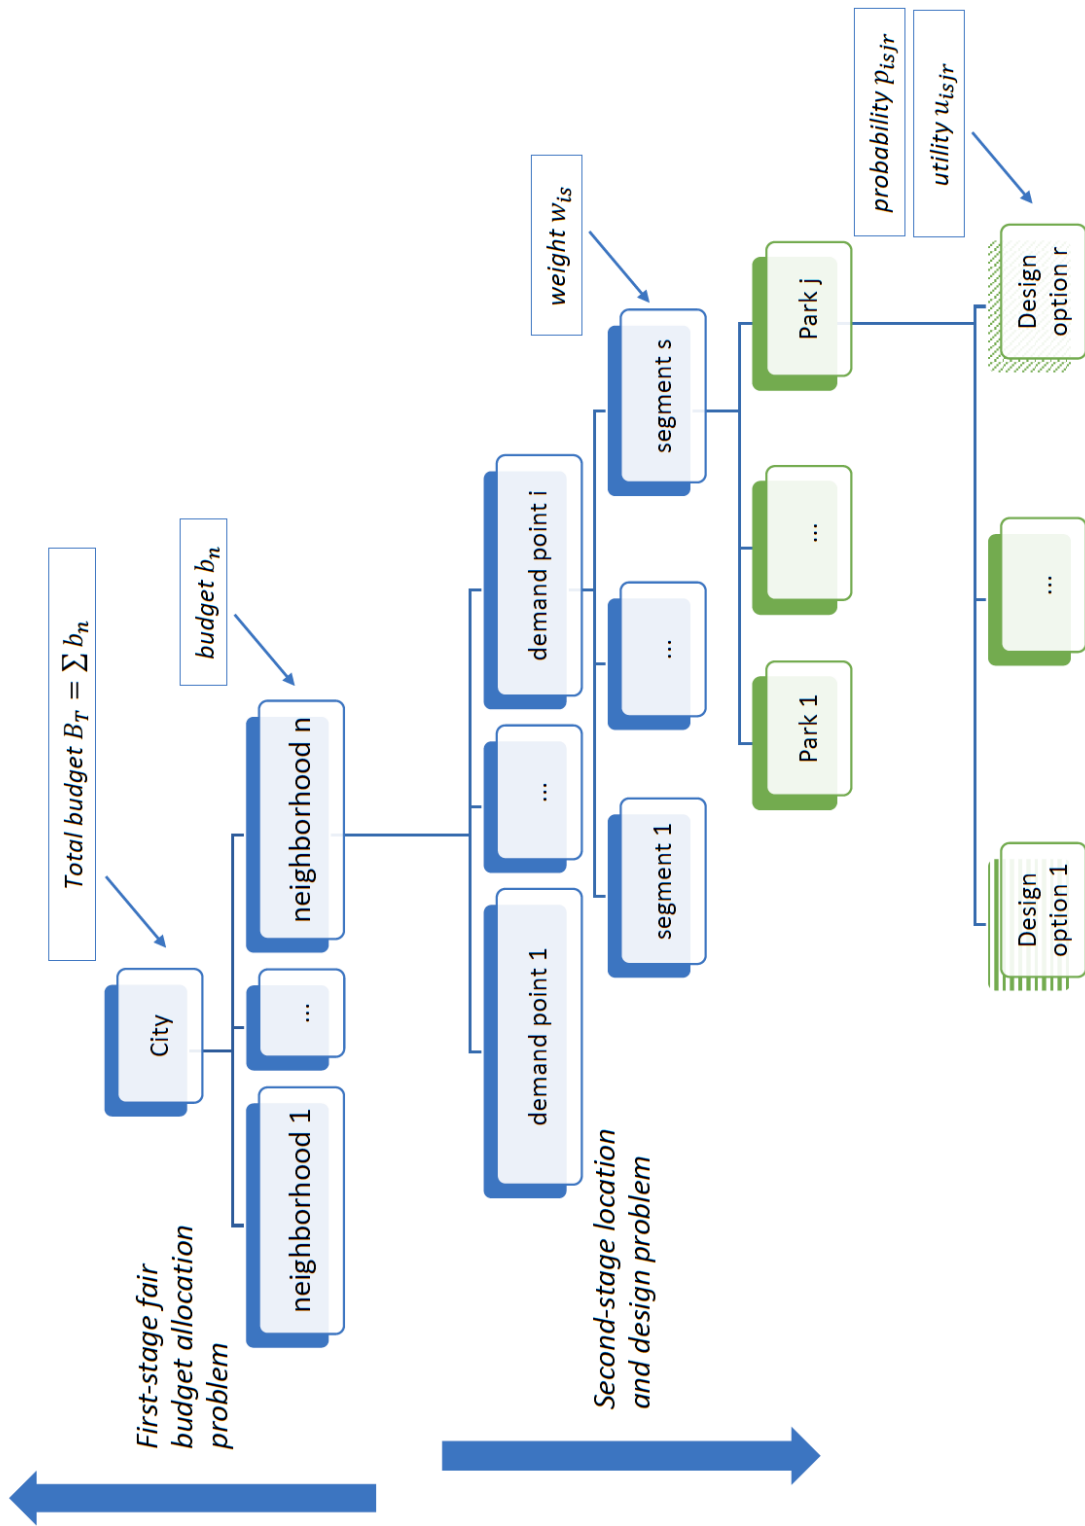 Total budget B_T = ∑ b_n
City
First-stage fair
budget allocation
problem
budget b_n
neighborhood 1
...
neighborhood n
demand point 1
...
demand point i
Second-stage location
and design problem
weight w_is
segment 1
...
segment s
Park 1
...
Park j
probability p_isjr
utility u_isjr
Design
option 1
...
Design
option r